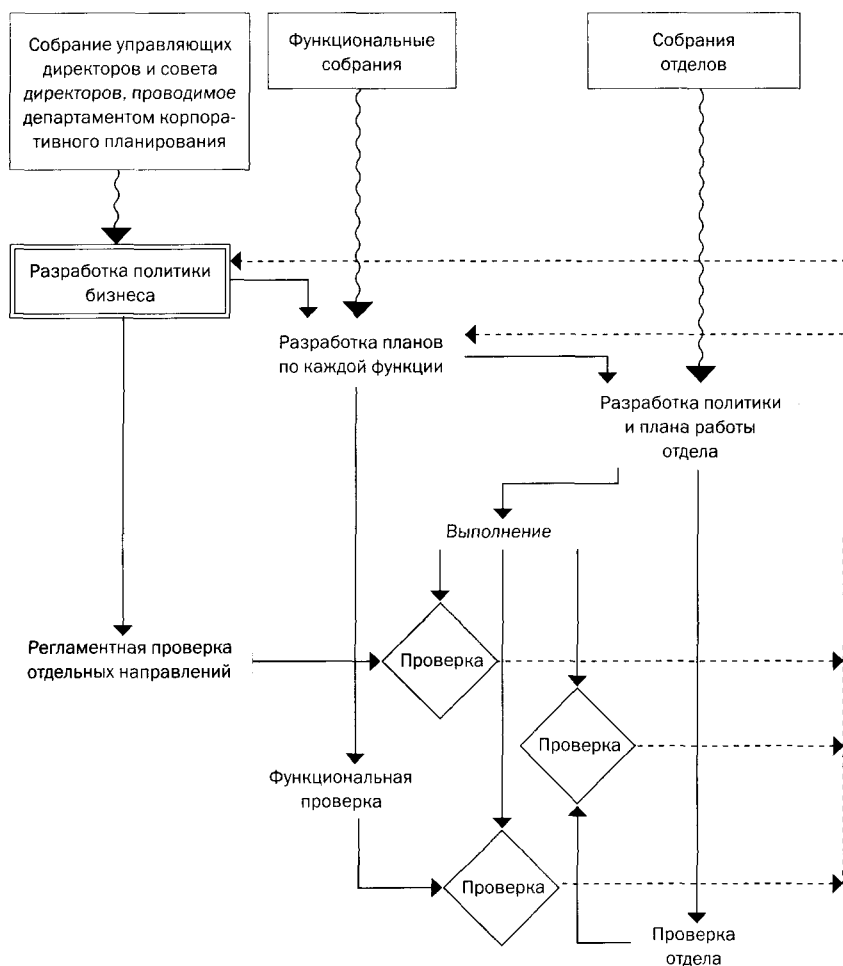 Собрание управляющих
директоров и совета
директоров, проводимое
департаментом корпора-
тивного планирования
Функциональные
собрания
Собрания
отделов
Разработка политики
бизнеса
Разработка планов
по каждой функции
Разработка политики
и плана работы
отдела
Выполнение
Регламентная проверка
отдельных направлений
Проверка
Проверка
Функциональная
проверка
Проверка
Проверка
отдела